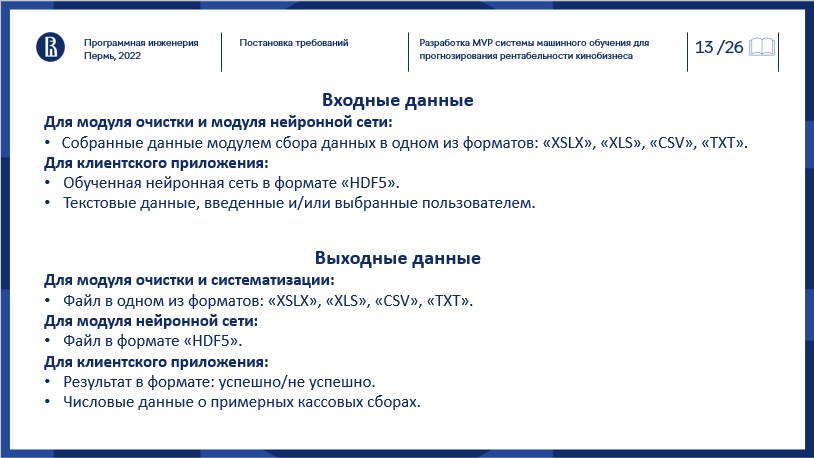 Программная инженерия
Пермь, 2022
Постановка требований
Разработка MVP системы машинного обучения для
прогнозирования рентабельности кинобизнеса
13 /26
Входные данные
Для модуля очистки и модуля нейронной сети:
• Собранные данные модулем сбора данных в одном из форматов: «XSLX», «XLS», «CSV», «TXT».
Для клиентского приложения:
• Обученная нейронная сеть в формате «HDF5».
• Текстовые данные, введенные и/или выбранные пользователем.
Выходные данные
Для модуля очистки и систематизации:
• Файл в одном из форматов: «XSLX», «XLS», «CSV», «TXT».
Для модуля нейронной сети:
• Файл в формате «HDF5».
Для клиентского приложения:
• Результат в формате: успешно/не успешно.
• Числовые данные о примерных кассовых сборах.